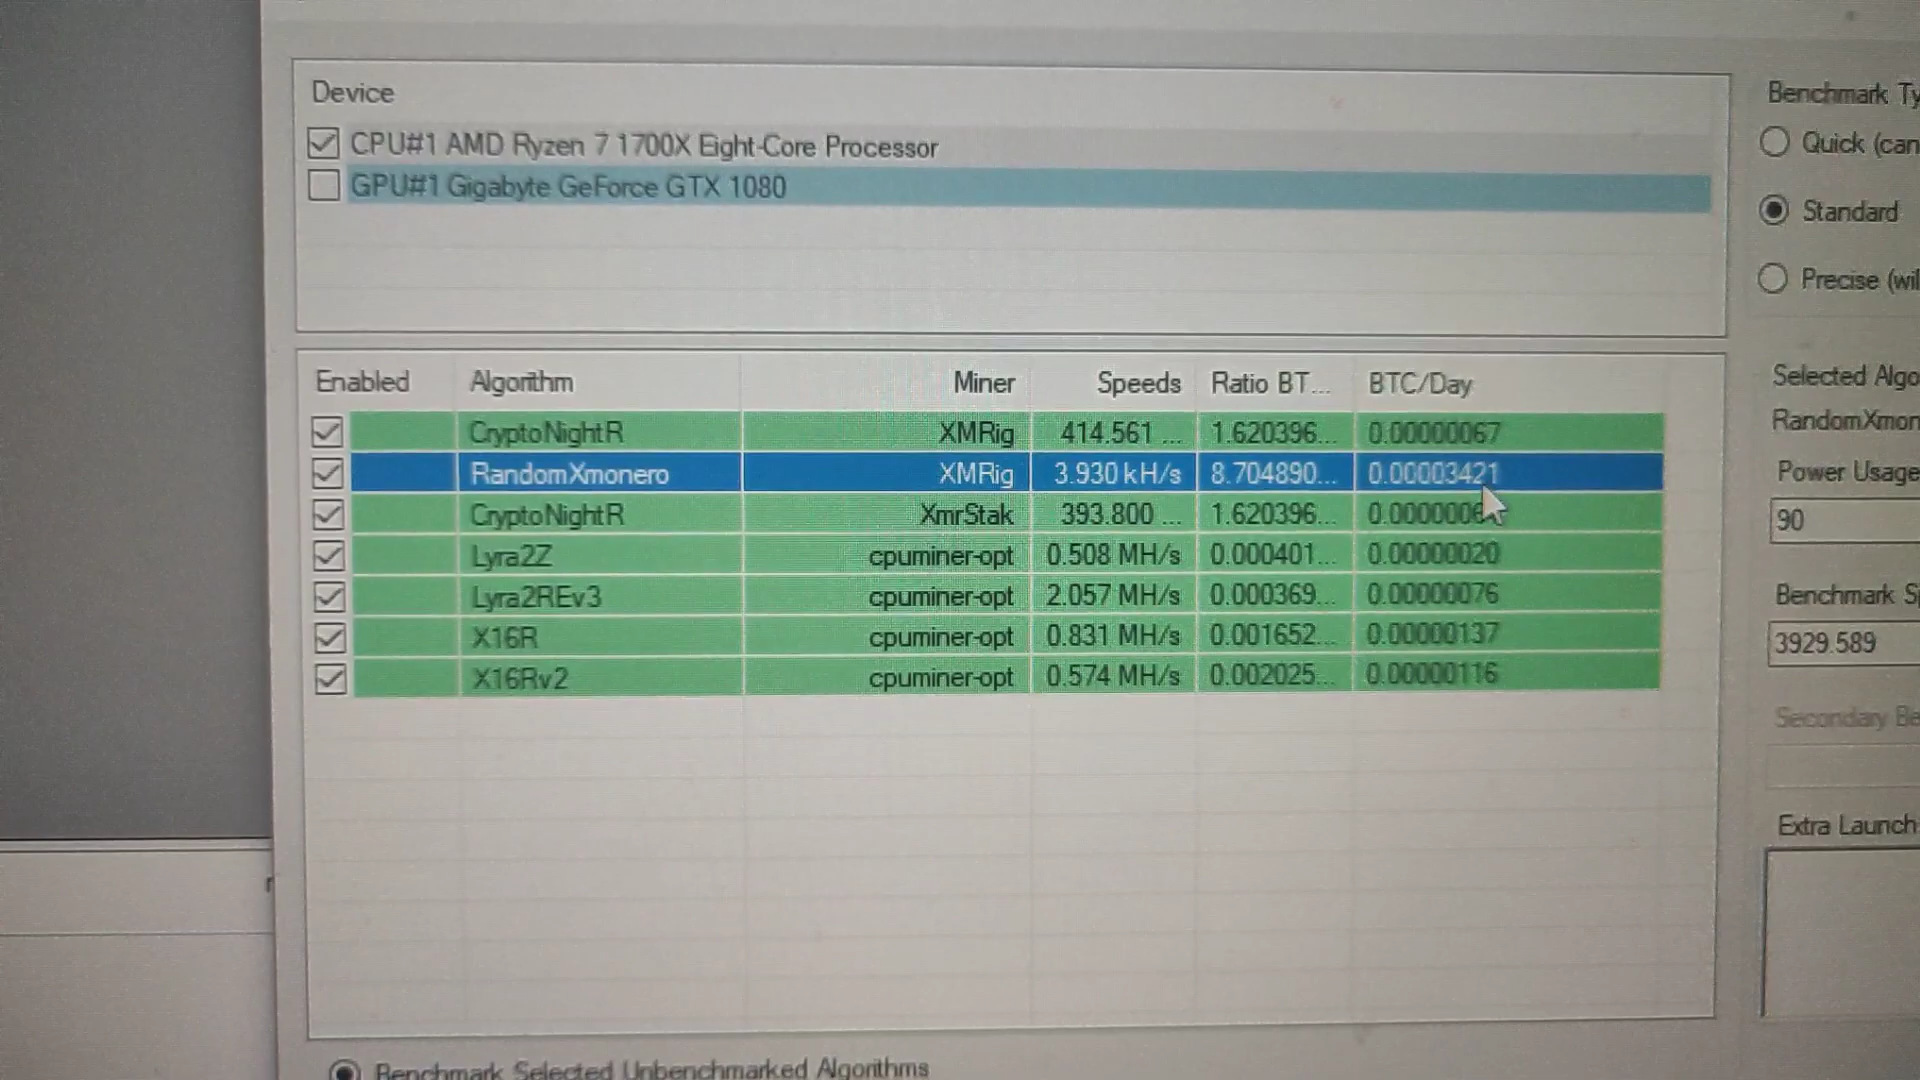 Device
Benchmark Ty
CPU#1 AMD Ryzen 7 1700X Eight-Core Processor
Quick (can
GPU#1 Gigabyte GeForce GTX 1080
Standard
Precise (wil
Enabled Algorithm Miner Speeds Ratio BT... BTC/Day
Selected Algo
CryptoNightR XMRig 414.561 ... 1.620396... 0.00000067
RandomXmon
RandomXmonero XMRig 3.930 kH/s 8.704890... 0.00003421
Power Usage
CryptoNightR XmrStak 393.800 ... 1.620396...
90
Lyra2Z cpuminer-opt 0.508 MH/s 0.000401... 0.00000020
Lyra2REv3 cpuminer-opt 2.057 MH/s 0.000369... 0.00000076
Benchmark S
X16R cpuminer-opt 0.831 MH/s 0.001652... 0.00000137
3929.589
X16Rv2 cpuminer-opt 0.574 MH/s 0.002025... 0.00000116
Secondary Be
Extra Launch
Benchmark Selected Unbenchmarked Algorithms